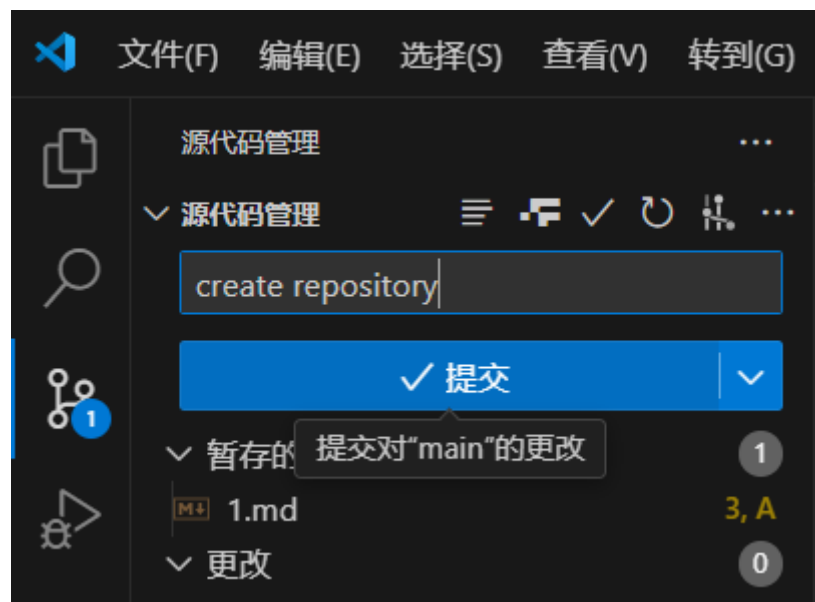 文件(F) 编辑(E) 选择(S) 查看(V) 转到(G)
源代码管理
源代码管理
create repository
提交
提交对“main”的更改
暂存的
1
1
M↓ 1.md
3, A
更改
0